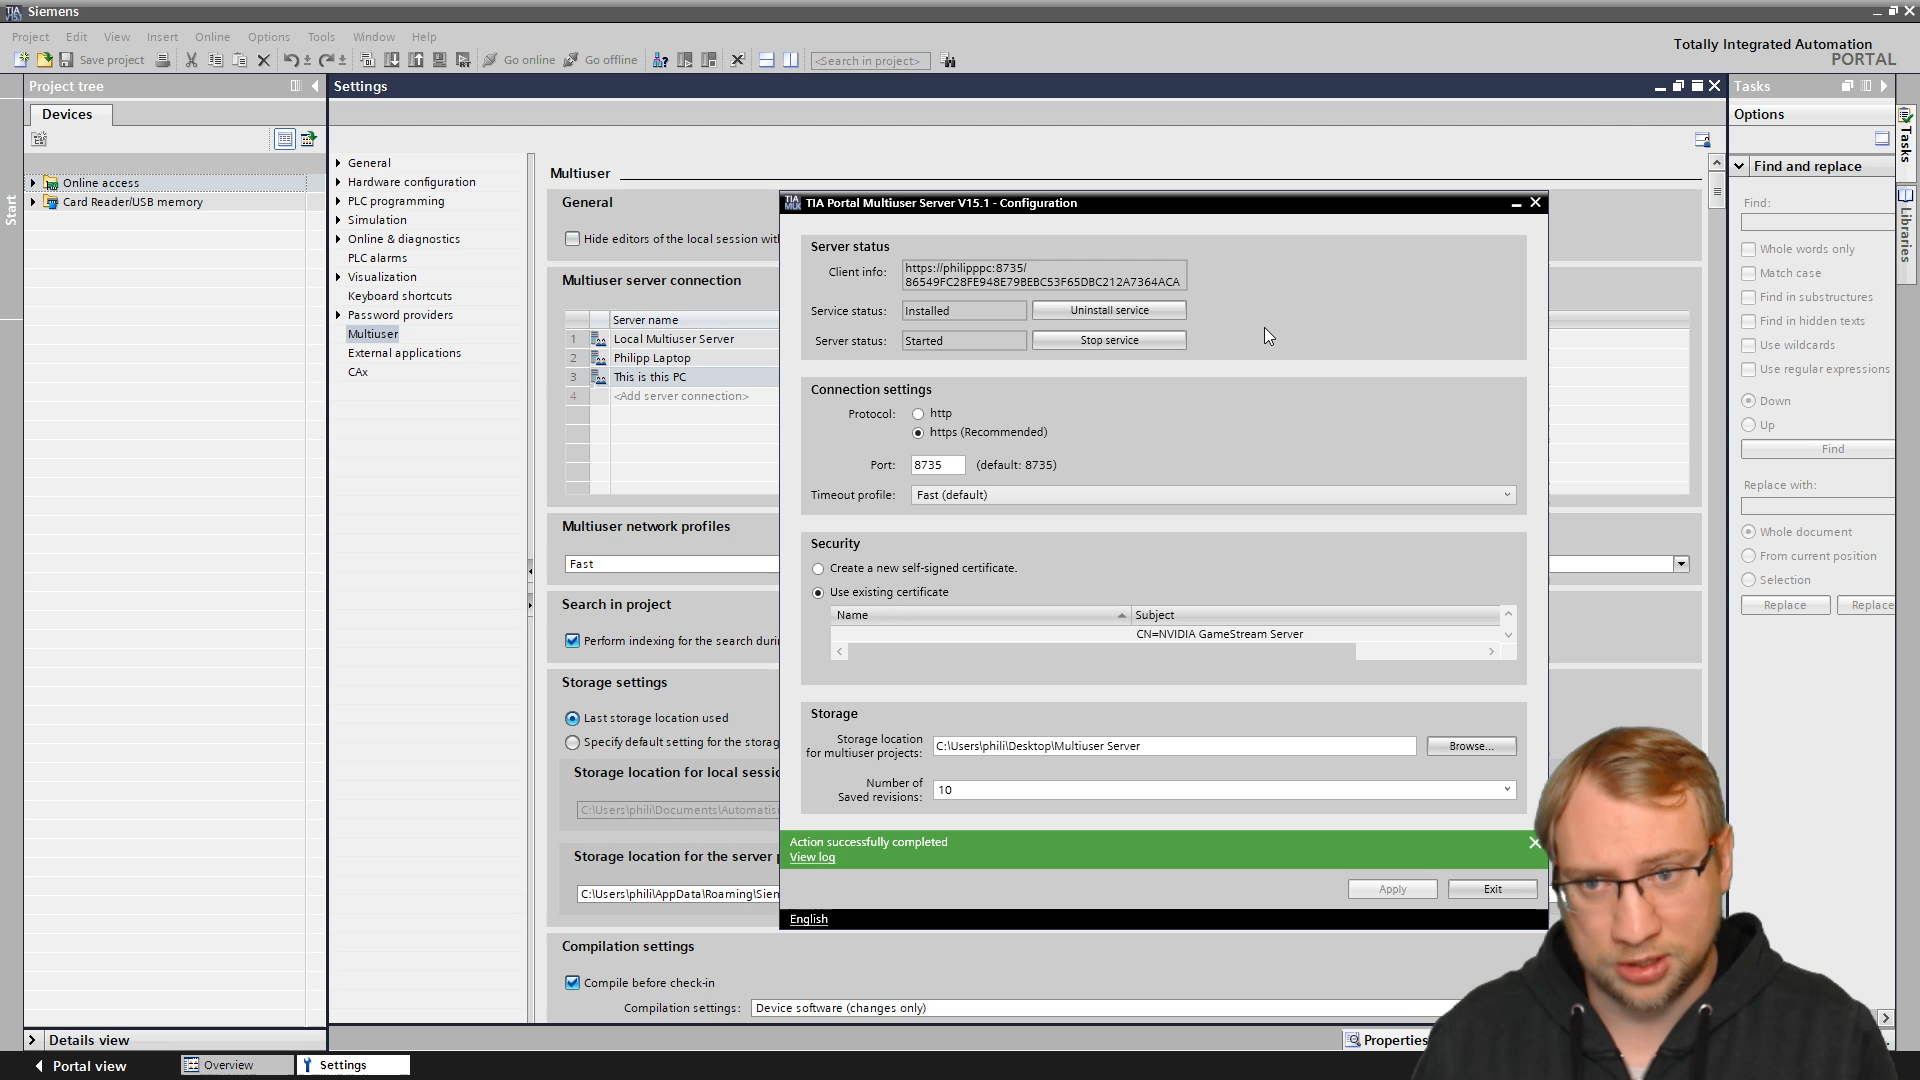 Siemens
Project Edit View Insert Online Options Tools Window Help
Save project Go online Go offline <Search in project>
Totally Integrated Automation
PORTAL
Project tree
Devices
Start
Online access
Card Reader/USB memory
Details view
Settings
General
Hardware configuration
PLC programming
Simulation
Online & diagnostics
PLC alarms
Visualization
Keyboard shortcuts
Password providers
Multiuser
External applications
CAx
Multiuser
General
Hide editors of the local session
Multiuser server connection
Server name
1 Local Multiuser Server
2 Philipp Laptop
3 This is this PC
4 <Add server connection>
Multiuser network profiles
Fast
Search in project
Perform indexing for the search
Storage settings
Last storage location used
Specify default setting for the
Storage location for local
C:\Users\phili\Documents\
Storage location for the server
C:\Users\phili\AppData\Roaming\
Compilation settings
Compile before check-in
Compilation settings: Device software (changes only)
TIA Portal Multiuser Server V15.1 - Configuration
Server status
Client info: https://philipppc:8735/
86549FC28FE948E79BEBC53F65DBC212A7364ACA
Service status: Installed Uninstall service
Server status: Started Stop service
Connection settings
Protocol: http
https (Recommended)
Port: 8735 (default: 8735)
Timeout profile: Fast (default)
Security
Create a new self-signed certificate.
Use existing certificate
Name Subject
CN=NVIDIA GameStream Server
Storage
Storage location
for multiuser projects: C:\Users\phili\Desktop\Multiuser Server Browse...
Number of
Saved revisions: 10
Action successfully completed
View log
Apply Exit
English
Tasks
Options
Find and replace
Find:
Whole words only
Match case
Find in substructures
Find in hidden texts
Use wildcards
Use regular expressions
Down
Up
Find
Replace with:
Whole document
From current position
Selection
Replace Replace
Tasks
Libraries
Properties
Portal view Overview Settings